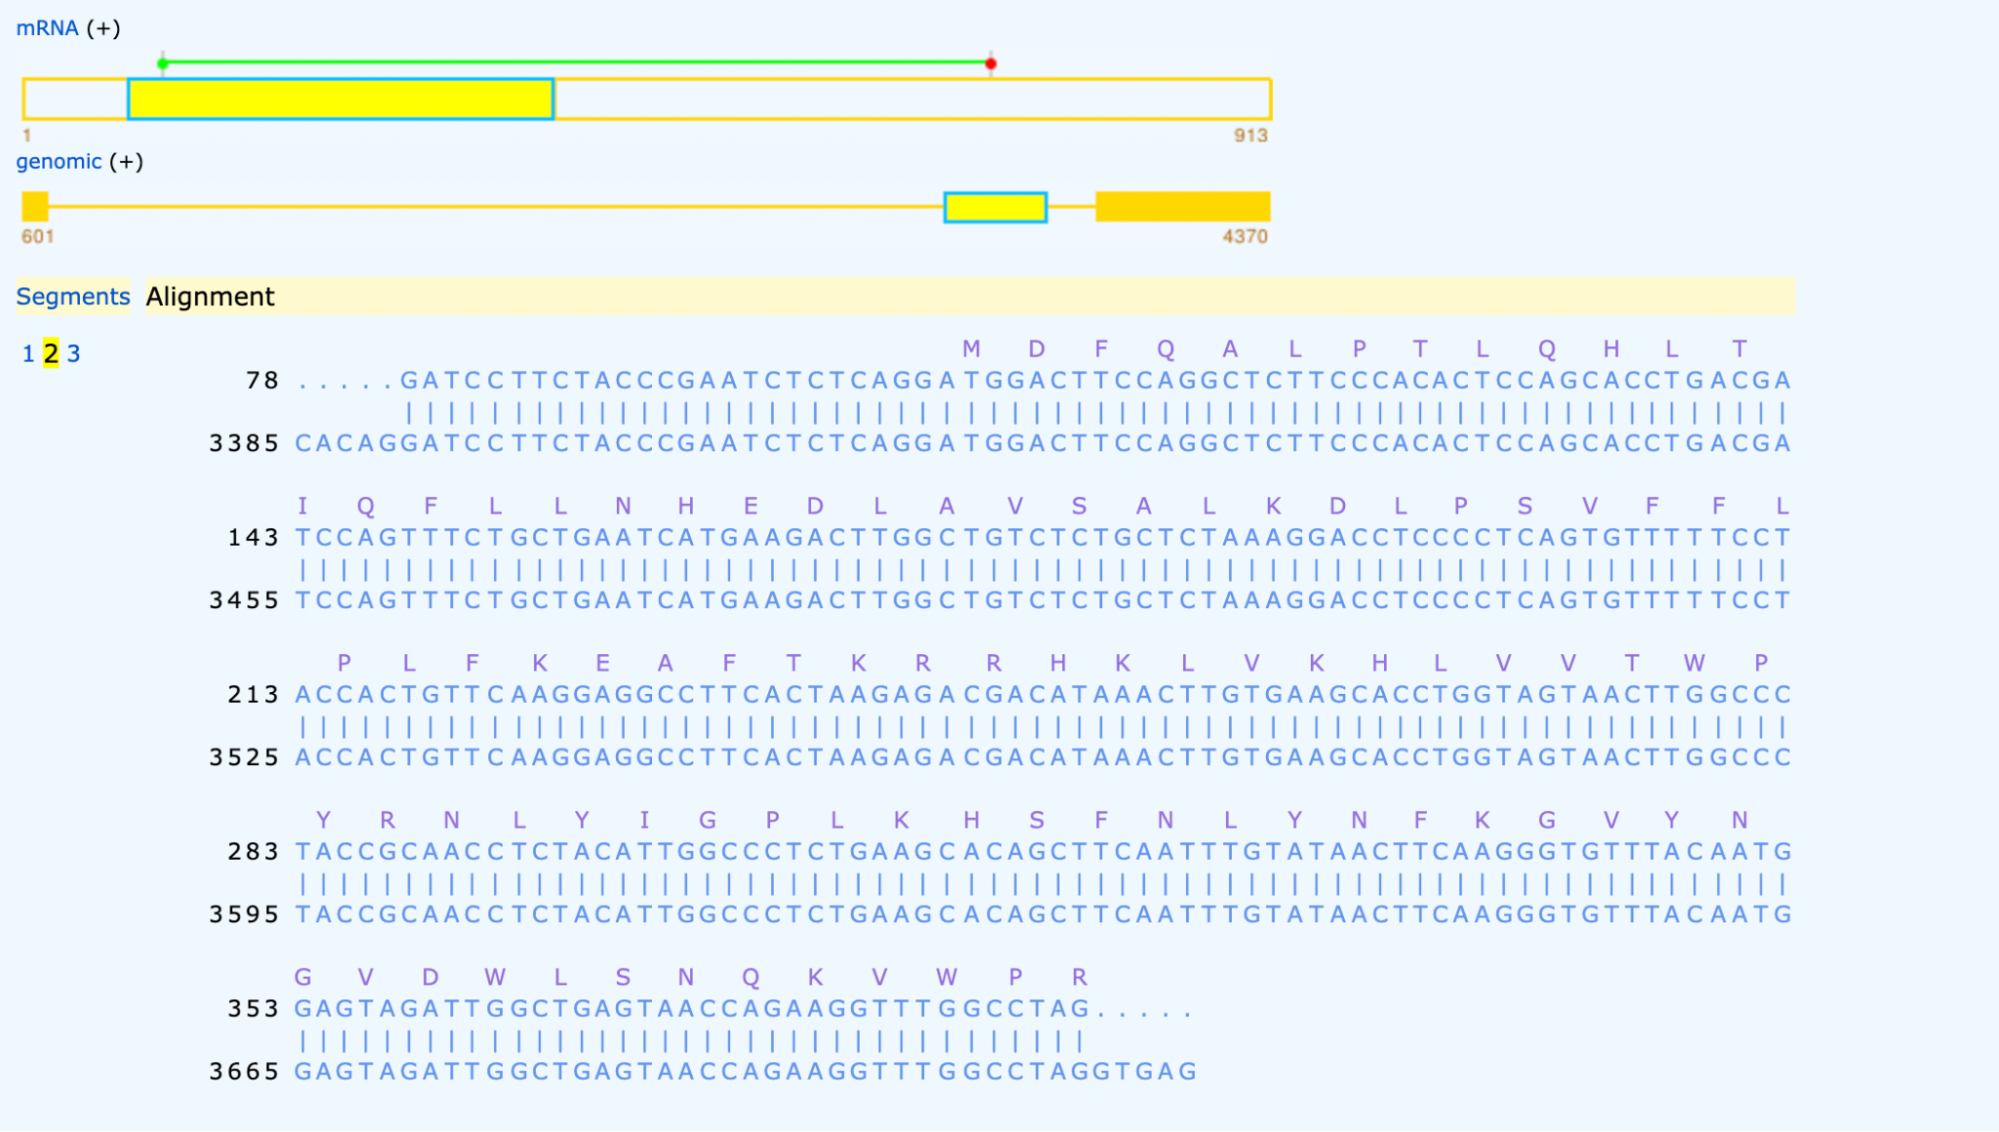 mRNA (+)
1 913
genomic (+)
601 4370
Segments Alignment
1 2 3
M D F Q A L P T L Q H L T
78 .....GATCCTTCTACCCGAATCTCTCAGGATGGACTTCCAGGCTCTTCCCACACTCCAGCACCTGACGA
||||||||||||||||||||||||||||||||||||||||||||||||||||||||||||||||||
3385 CACAGGATCCTTCTACCCGAATCTCTCAGGATGGACTTCCAGGCTCTTCCCACACTCCAGCACCTGACGA
I Q F L L N H E D L A V S A L K D L P S V F F L
143 TCCAGTTTCTGCTGAATCATGAAGACTTGGCTGTCTCTGCTCTAAAGGACCTCCCCTCAGTGTTTTTCCT
||||||||||||||||||||||||||||||||||||||||||||||||||||||||||||||||||||||
3455 TCCAGTTTCTGCTGAATCATGAAGACTTGGCTGTCTCTGCTCTAAAGGACCTCCCCTCAGTGTTTTTCCT
P L F K E A F T K R R H K L V K H L V V T W P
213 ACCACTGTTCAAGGAGGCCTTCACTAAGAGACGACATAAACTTGTGAAGCACCTGGTAGTAACTTGGCCC
||||||||||||||||||||||||||||||||||||||||||||||||||||||||||||||||||||||
3525 ACCACTGTTCAAGGAGGCCTTCACTAAGAGACGACATAAACTTGTGAAGCACCTGGTAGTAACTTGGCCC
Y R N L Y I G P L K H S F N L Y N F K G V Y N
283 TACCGCAACCTCTACATTGGCCCTCTGAAGCACAGCTTCAATTTGTATAACTTCAAGGGTGTTTACAATG
||||||||||||||||||||||||||||||||||||||||||||||||||||||||||||||||||||||
3595 TACCGCAACCTCTACATTGGCCCTCTGAAGCACAGCTTCAATTTGTATAACTTCAAGGGTGTTTACAATG
G V D W L S N Q K V W P R
353 GAGTAGATTGGCTGAGTAACCAGAAGGTTTGGCCTAG.....
|||||||||||||||||||||||||||||||||||||
3665 GAGTAGATTGGCTGAGTAACCAGAAGGTTTGGCCTAGGTGAG